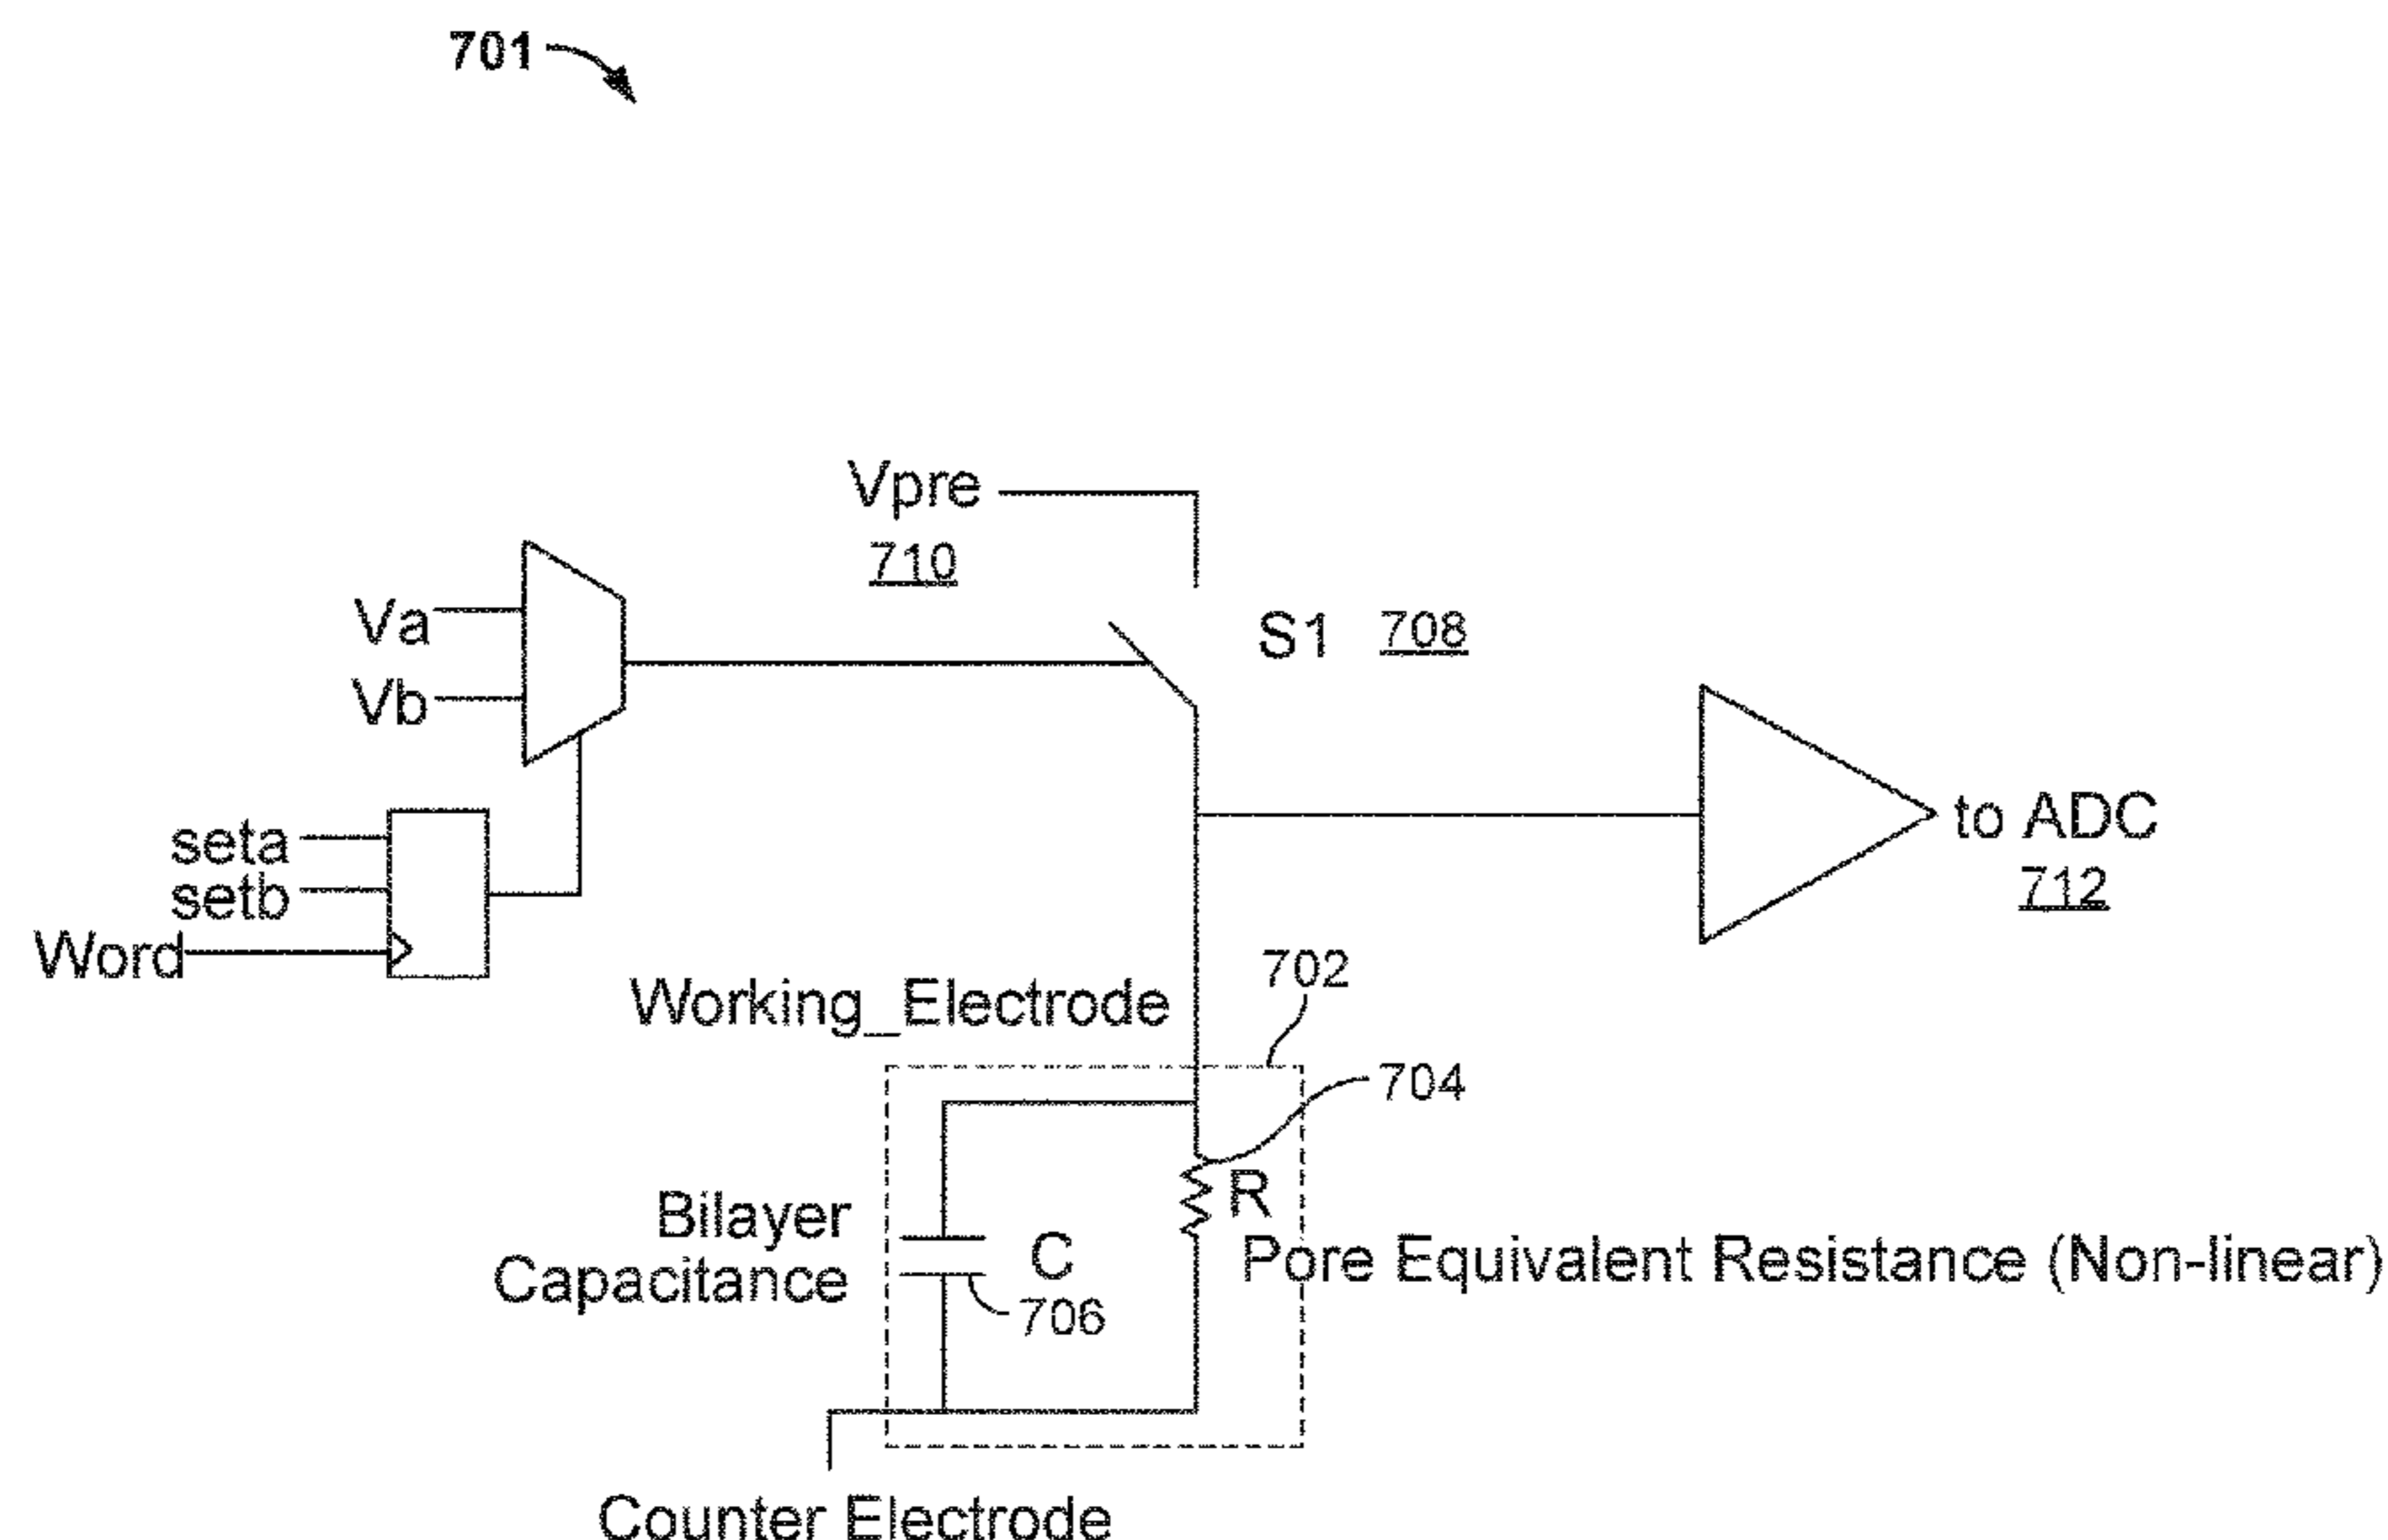 701
Vpre
710
Va
S1 708
Vb
to ADC
712
seta
setb
Word
Working_Electrode
702
704
R
Bilayer
Capacitance
C
Pore Equivalent Resistance (Non-linear)
706
Counter Electrode